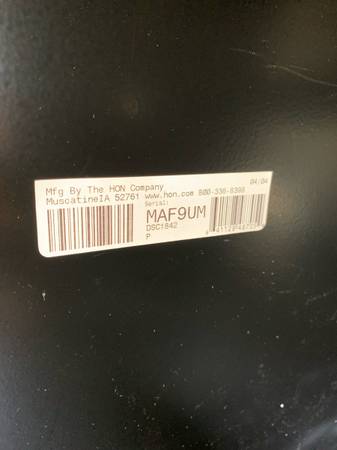 Mfg By The HON Company 04/04
MuscatineIA 52761 www.hon.com 800-336-8398
Serial:
MAF9UM
DSC1842
P